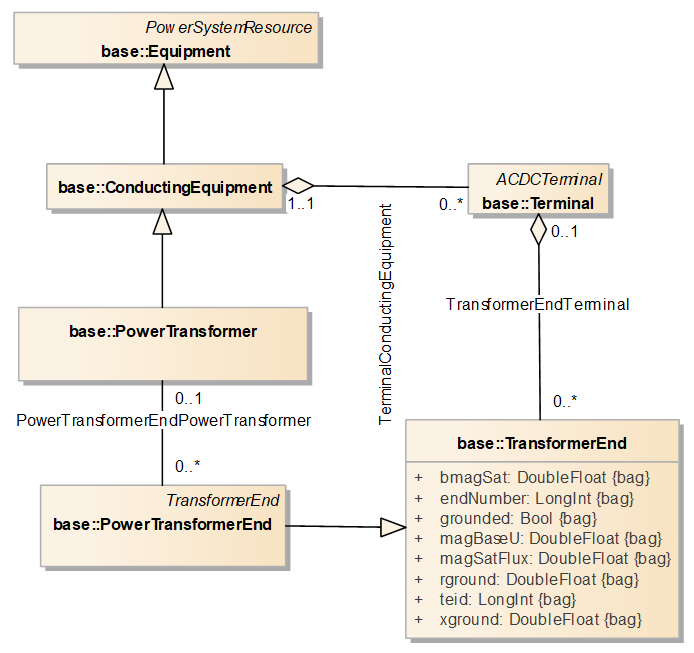 PowerSystemResource
base::Equipment
base::ConductingEquipment
1..1
0..*
ACDCTerminal
base::Terminal
0..1
TerminalConductingEquipment
TransformerEndTerminal
0..*
base::PowerTransformer
0..1
PowerTransformerEndPowerTransformer
0..*
TransformerEnd
base::PowerTransformerEnd
base::TransformerEnd
+ bmagSat: DoubleFloat {bag}
+ endNumber: LongInt {bag}
+ grounded: Bool {bag}
+ magBaseU: DoubleFloat {bag}
+ magSatFlux: DoubleFloat {bag}
+ rground: DoubleFloat {bag}
+ teid: LongInt {bag}
+ xground: DoubleFloat {bag}